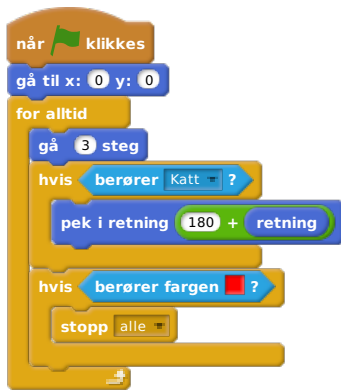 når klikkes
gå til x: 0 y: 0
for alltid
gå 3 steg
hvis berører Katt ?
pek i retning 180 + retning
hvis berører fargen ?
stopp alle